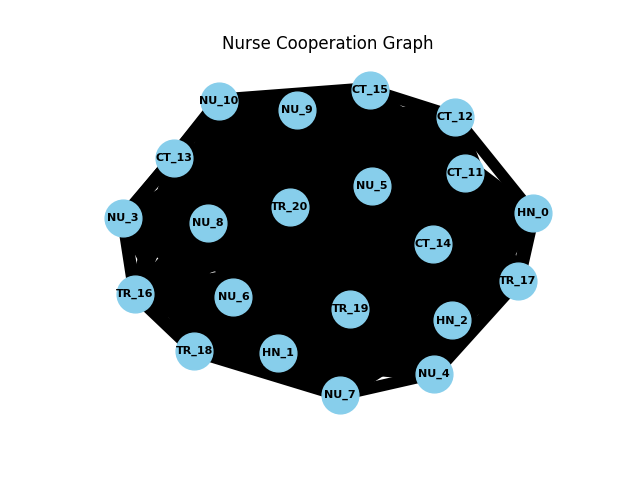 Nurse Cooperation Graph
CT_15
NU_10
NU_9
CT_12
CT_13
CT_11
NU_5
TR_20
HN_0
NU_3
NU_8
CT_14
TR_17
TR_16
NU_6
TR_19
HN_2
TR_18
HN_1
NU_4
NU_7